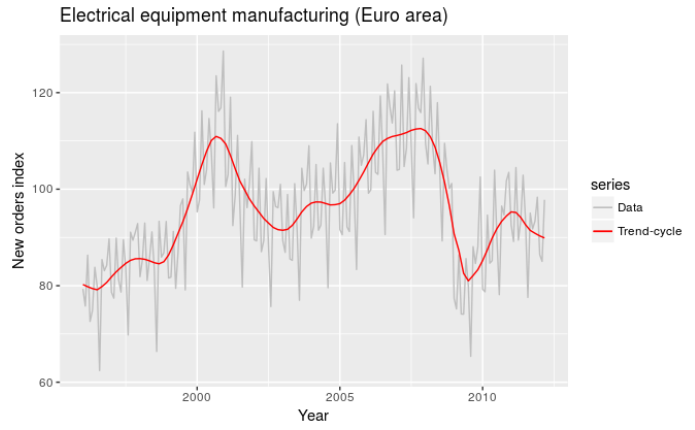 Electrical equipment manufacturing (Euro area)
120
100
80
60
2000
2005
2010
New orders index
Year
series
Data
Trend-cycle